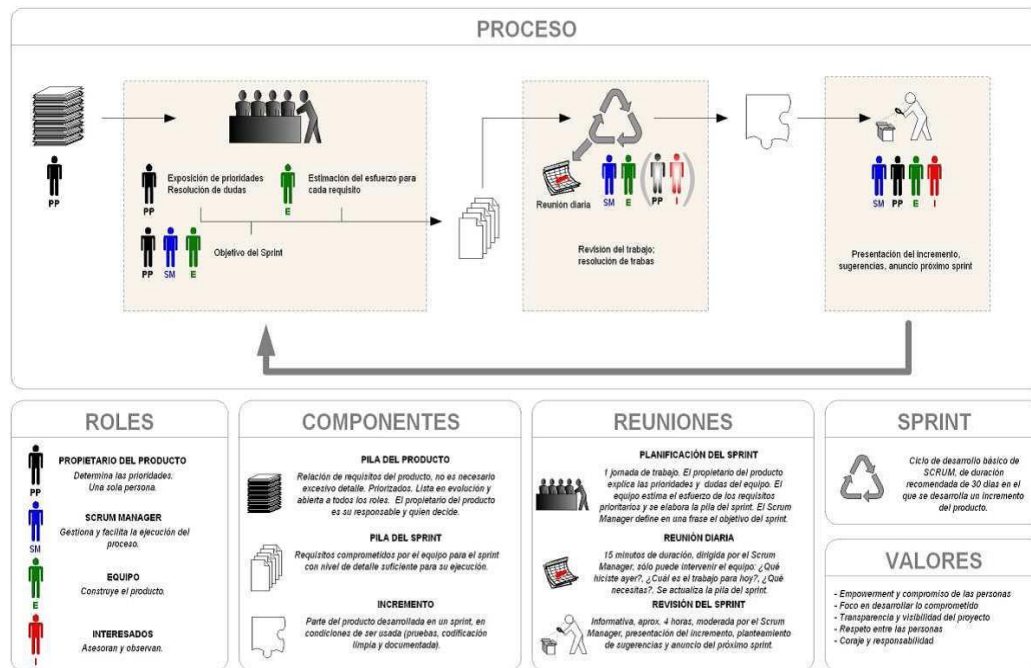 PROCESO
PP
Exposición de prioridades
Resolución de dudas
PP
Estimación del esfuerzo para
cada requisito
E
Objetivo del Sprint
PP SM E
Reunión diaria
SM E PP I
Revisión del trabajo;
resolución de trabas
SM PP E I
Presentación del incremento,
sugerencias, anuncio próximo sprint
ROLES
PROPIETARIO DEL PRODUCTO
Determina las prioridades.
Una sola persona.
PP
SCRUM MANAGER
Gestiona y facilita la ejecución del
proceso.
SM
EQUIPO
Construye el producto.
E
INTERESADOS
Asesoran y observan.
I
COMPONENTES
PILA DEL PRODUCTO
Relación de requisitos del producto, no es necesario
excesivo detalle. Priorizados. Lista en evolución y
abierta a todos los roles. El propietario del producto
es su responsable y quien decide.
PILA DEL SPRINT
Requisitos comprometidos por el equipo para el sprint
con nivel de detalle suficiente para su ejecución.
INCREMENTO
Parte del producto desarrollada en un sprint, en
condiciones de ser usada (pruebas, codificación
limpia y documentada).
REUNIONES
PLANIFICACIÓN DEL SPRINT
1 jornada de trabajo. El propietario del producto
explica las prioridades y dudas del equipo. El
equipo estima el esfuerzo de los requisitos
prioritarios y se elabora la pila del sprint. El Scrum
Manager define en una frase el objetivo del sprint.
REUNIÓN DIARIA
15 minutos de duración, dirigida por el Scrum
Manager, sólo puede intervenir el equipo: ¿Qué
hiciste ayer?, ¿Cuál es el trabajo para hoy?, ¿Qué
necesitas?. Se actualiza la pila del sprint.
REVISIÓN DEL SPRINT
Informativa, aprox. 4 horas, moderada por el Scrum
Manager, presentación del incremento, planteamiento
de sugerencias y anuncio del próximo sprint.
SPRINT
Ciclo de desarrollo básico de
SCRUM, de duración
recomendada de 30 días en el
que se desarrolla un incremento
del producto.
VALORES
- Empowerment y compromiso de las personas
- Foco en desarrollar lo comprometido
- Transparencia y visibilidad del proyecto
- Respeto entre las personas
- Coraje y responsabilidad